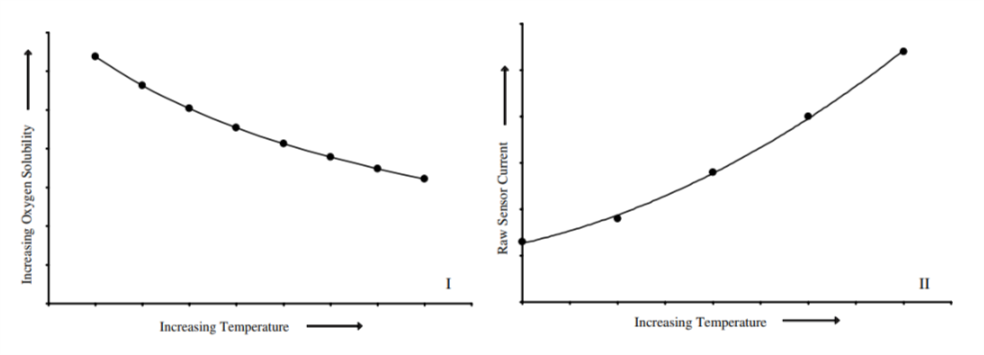 Increasing Oxygen Solubility
I
Increasing Temperature
Raw Sensor Current
II
Increasing Temperature